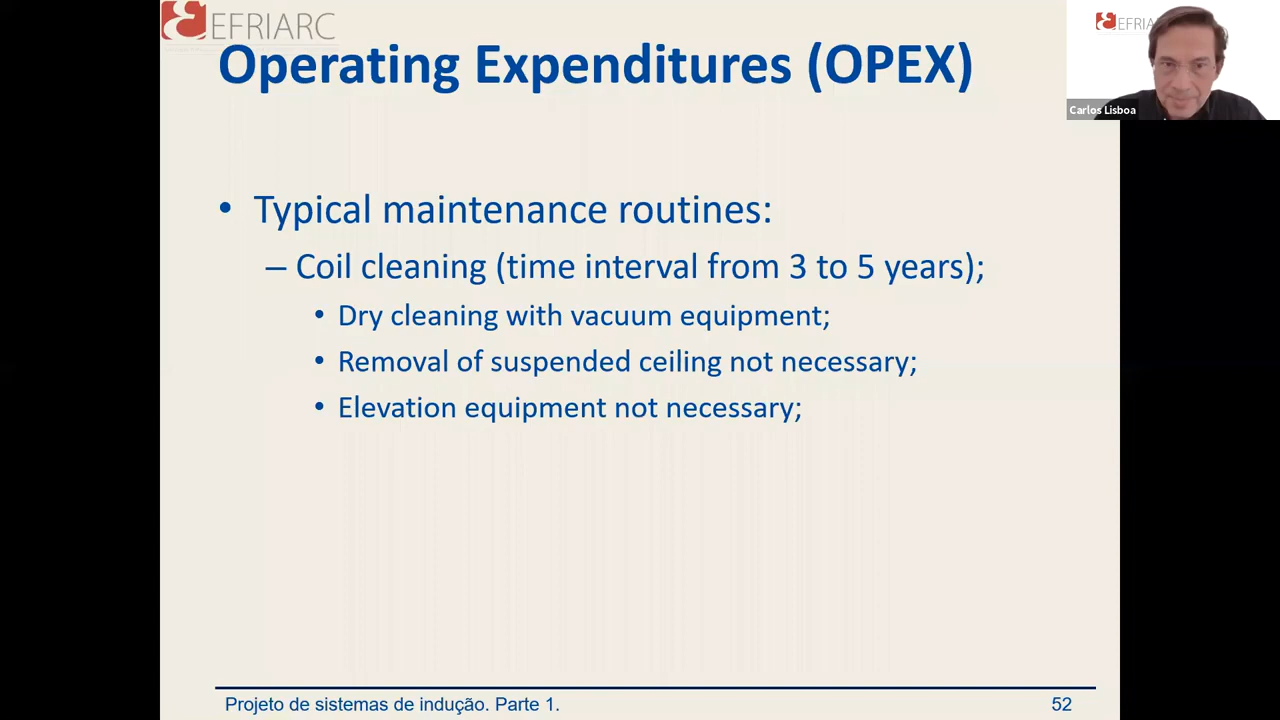 EFRIARC
Operating Expenditures (OPEX)
EFRIARC
Carlos Lisboa
• Typical maintenance routines:
– Coil cleaning (time interval from 3 to 5 years);
• Dry cleaning with vacuum equipment;
• Removal of suspended ceiling not necessary;
• Elevation equipment not necessary;
Projeto de sistemas de indução. Parte 1.
52